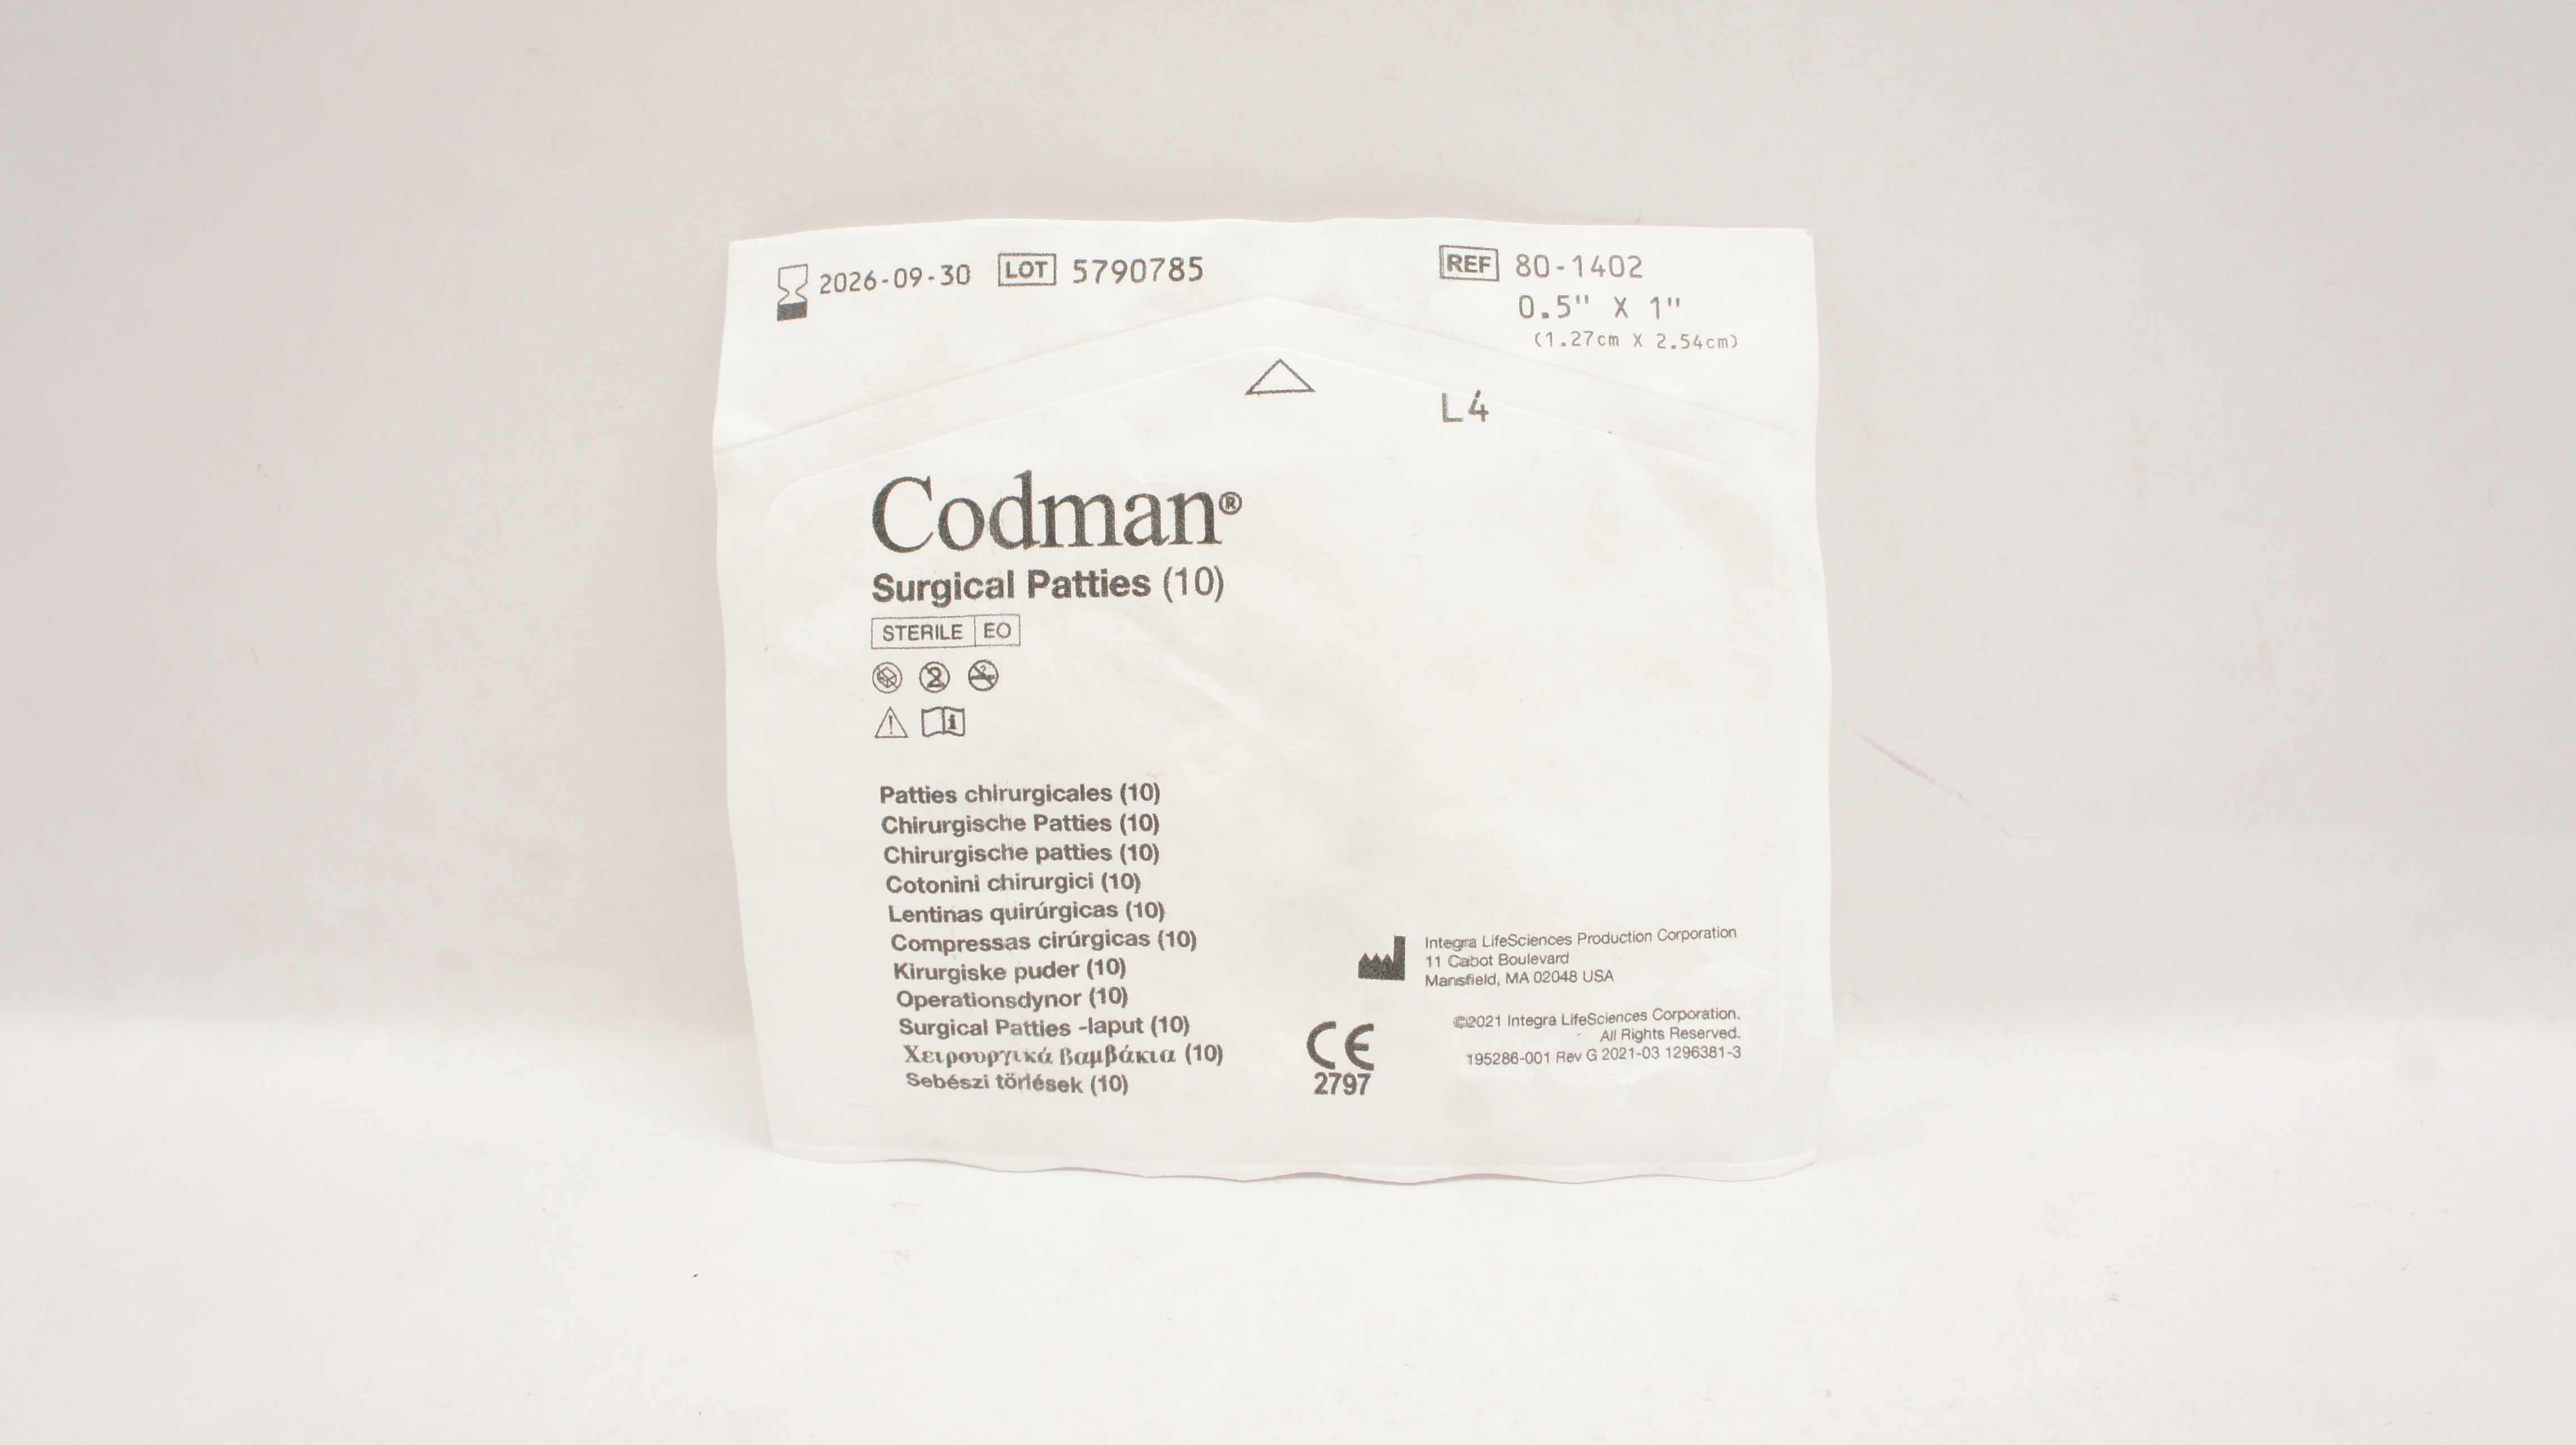 2026-09-30 LOT 5790785
REF 80-1402
0.5" X 1"
(1.27cm X 2.54cm)
L4
Codman®
Surgical Patties (10)
STERILE EO
2
Patties chirurgicales (10)
Chirurgische Patties (10)
Chirurgische patties (10)
Cotonini chirurgici (10)
Lentinas quirúrgicas (10)
Compressas cirúrgicas (10)
Kirurgiske puder (10)
Operationsdynor (10)
Surgical Patties -laput (10)
Χειρουργικά βαμβάκια (10)
Sebészi törlések (10)
Integra LifeSciences Production Corporation
11 Cabot Boulevard
Mansfield, MA 02048 USA
©2021 Integra LifeSciences Corporation.
All Rights Reserved.
195286-001 Rev G 2021-03 1296381-3
CE
2797